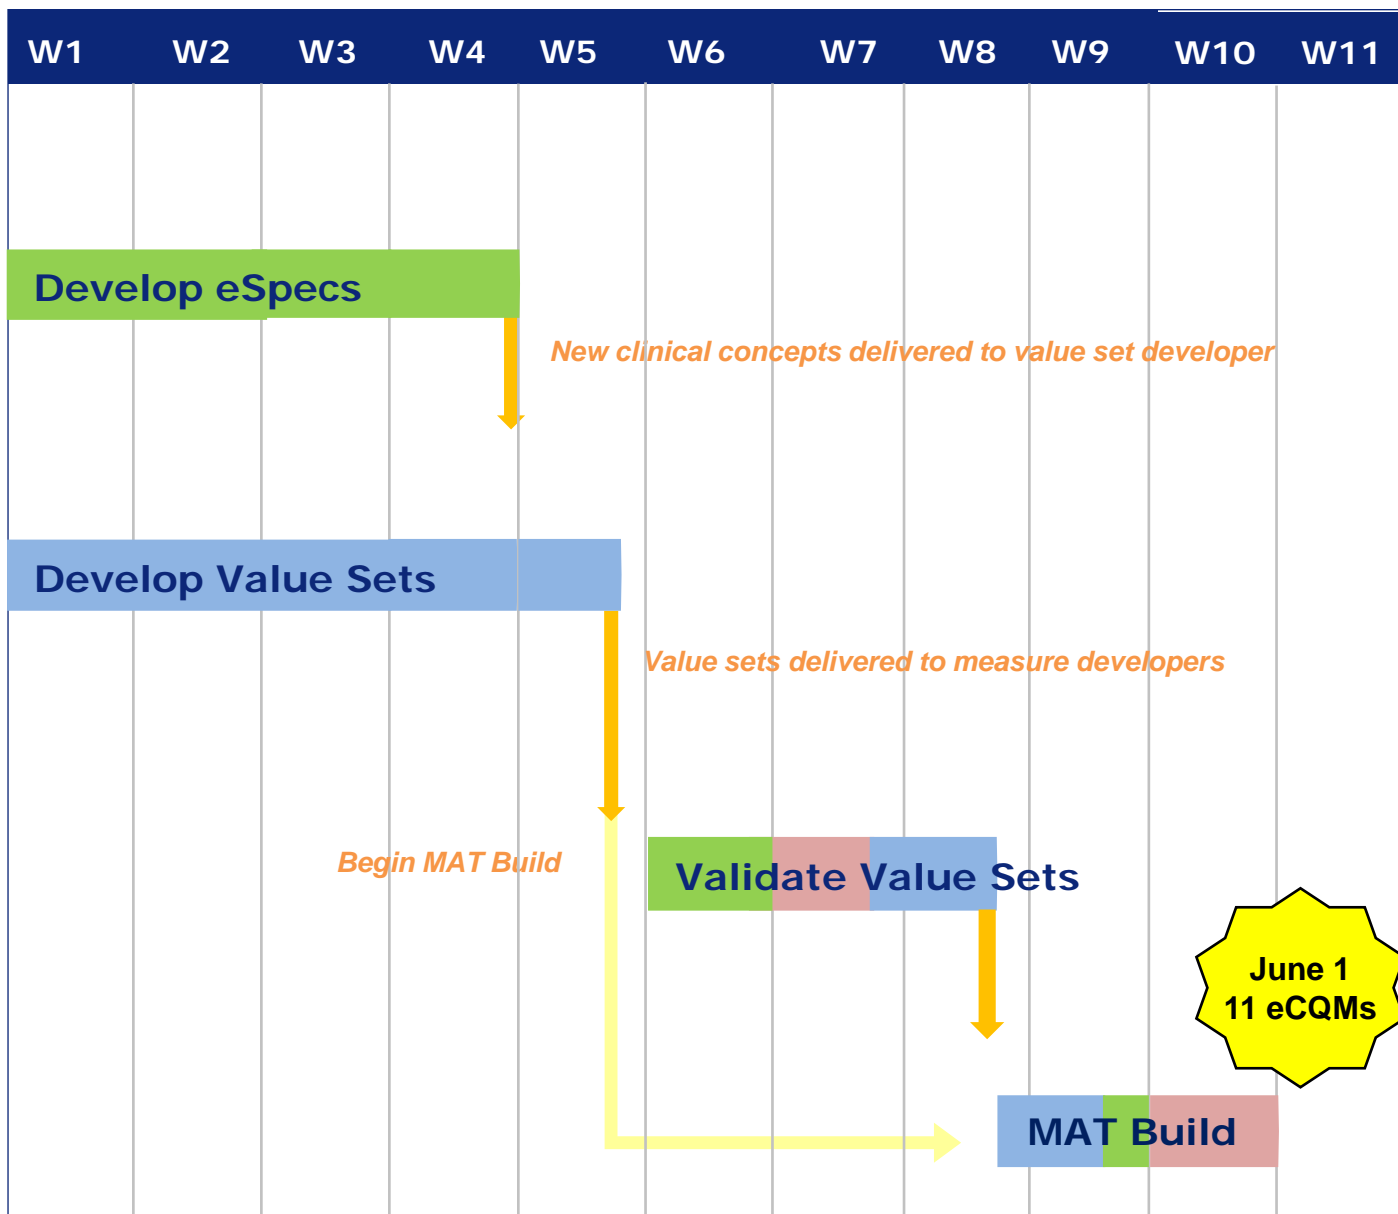 W1 W2 W3 W4 W5 W6 W7 W8 W9 W10 W11
Develop eSpecs
New clinical concepts delivered to value set developer
Develop Value Sets
Value sets delivered to measure developers
Begin MAT Build
Validate Value Sets
June 1
11 eCQMs
MAT Build